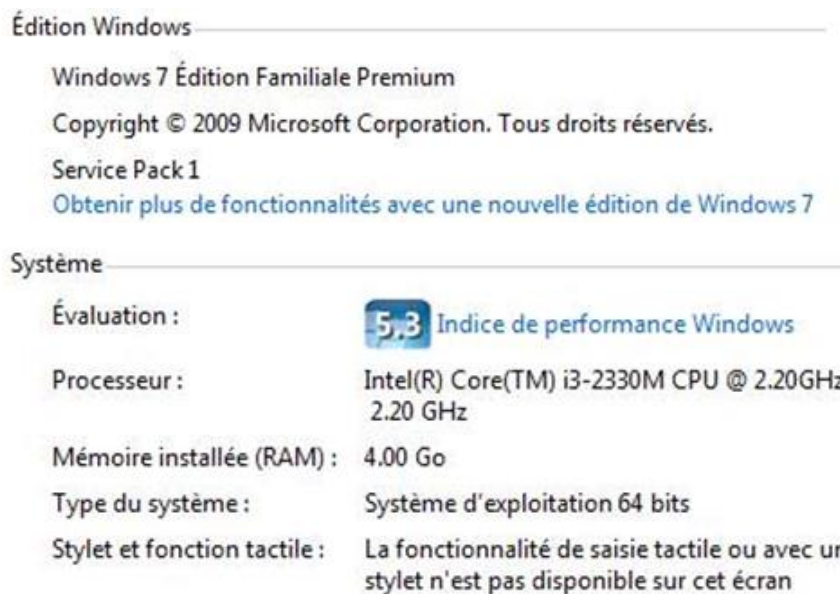 Édition Windows
Windows 7 Édition Familiale Premium
Copyright © 2009 Microsoft Corporation. Tous droits réservés.
Service Pack 1
Obtenir plus de fonctionnalités avec une nouvelle édition de Windows 7
Système
Évaluation : 5,3 Indice de performance Windows
Processeur : Intel(R) Core(TM) i3-2330M CPU @ 2.20GHz
2.20 GHz
Mémoire installée (RAM) : 4.00 Go
Type du système : Système d'exploitation 64 bits
Stylet et fonction tactile : La fonctionnalité de saisie tactile ou avec un
stylet n'est pas disponible sur cet écran